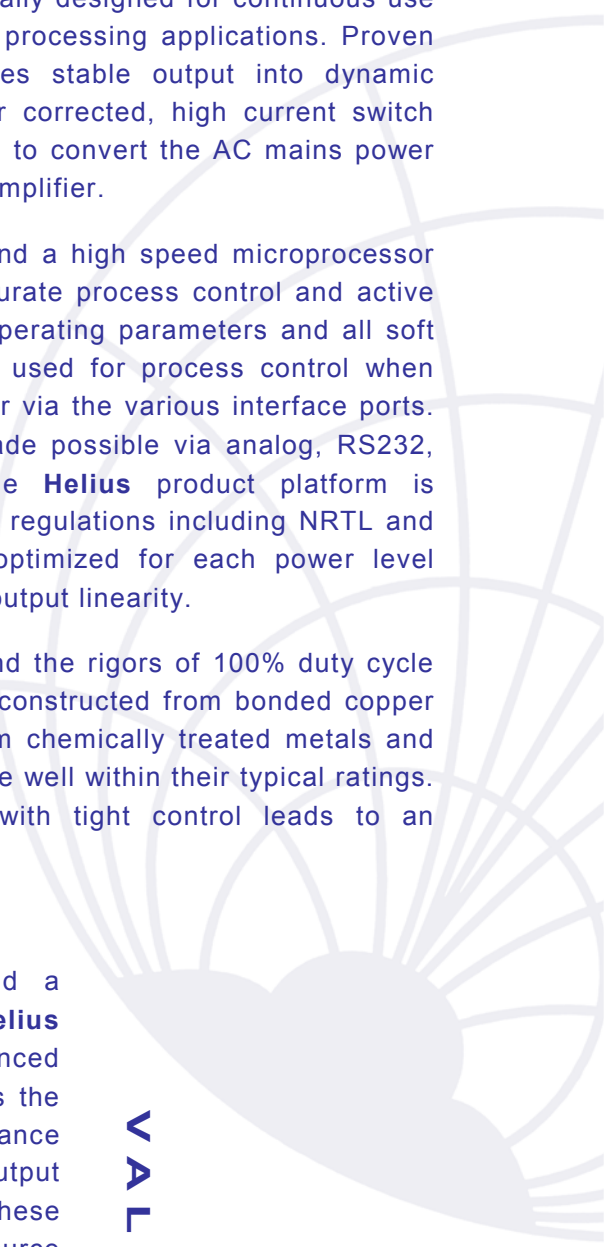 ally designed for continuous use
processing applications. Proven
es stable output into dynamic
r corrected, high current switch
to convert the AC mains power
mplifier.
nd a high speed microprocessor
urate process control and active
perating parameters and all soft
used for process control when
r via the various interface ports.
ade possible via analog, RS232,
e Helius product platform is
regulations including NRTL and
optimized for each power level
output linearity.
nd the rigors of 100% duty cycle
constructed from bonded copper
m chemically treated metals and
e well within their typical ratings.
with tight control leads to an
d a
elius
nced
s the
ance
utput
hese
VAL